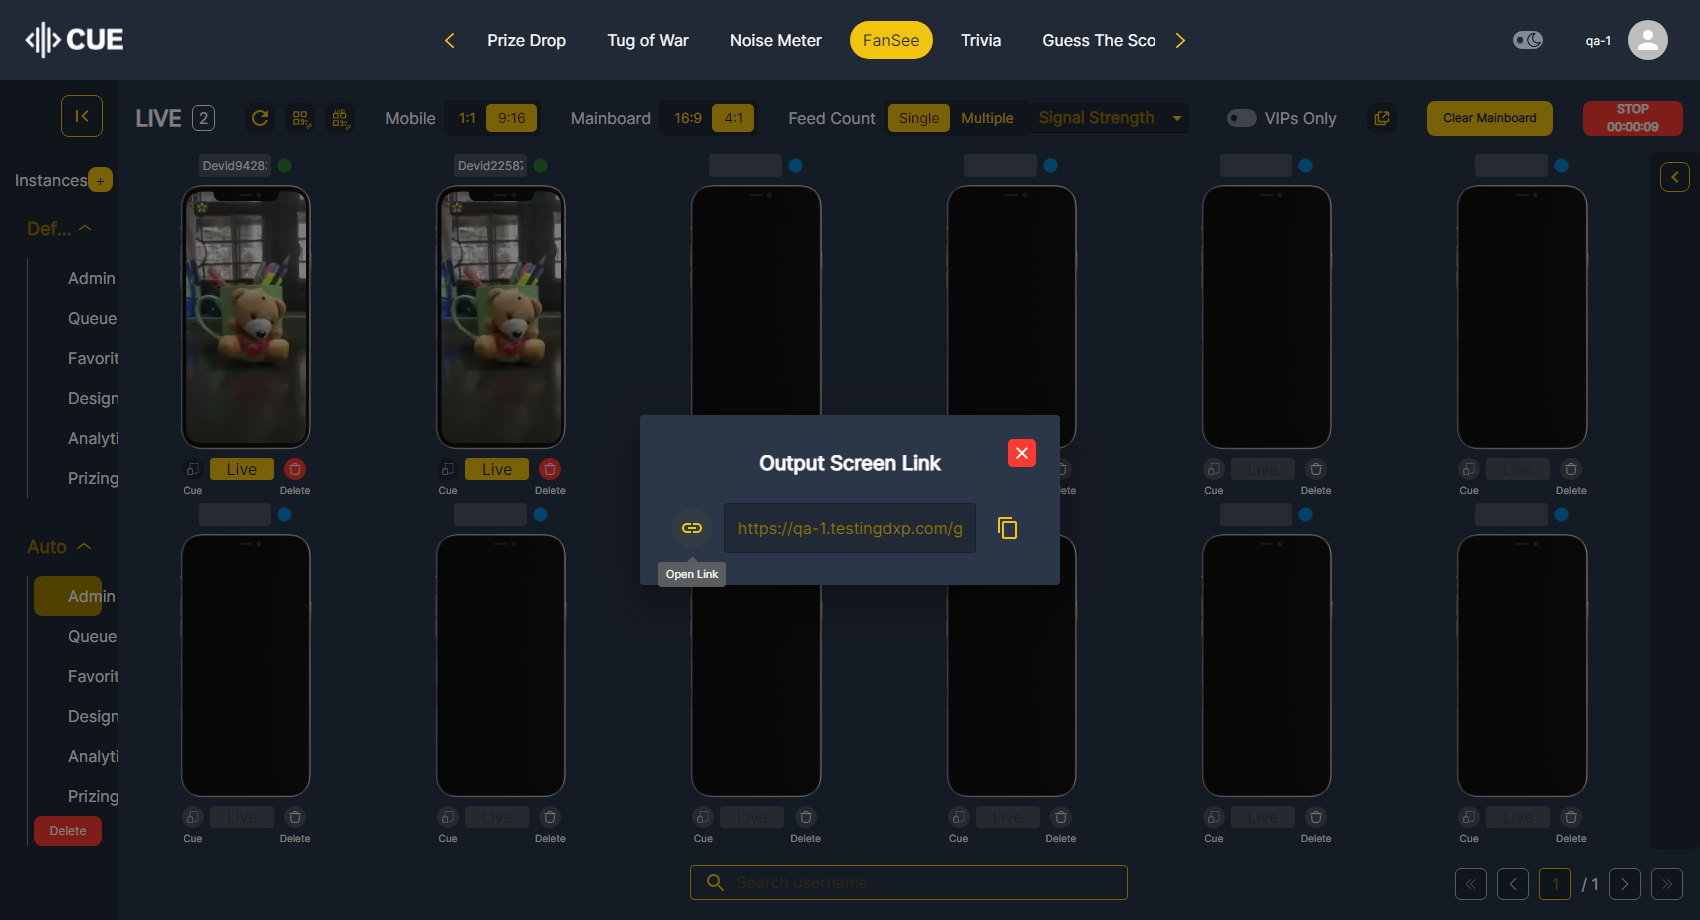 CUE
Prize Drop
Tug of War
Noise Meter
FanSee
Trivia
Guess The Sco
qa-1
LIVE 2
Mobile 1:1 9:16
Mainboard 16:9 4:1
Feed Count Single Multiple
Signal Strength
VIPs Only
Clear Mainboard
STOP
00:00:09
Instances +
Def...
Admin
Queue
Favorit
Design
Analyti
Prizing
Auto
Admin
Queue
Favorit
Design
Analyti
Prizing
Delete
Devid9428
Devid22587
Live
Live
Live
Live
Cue Delete
Cue Delete
elete
Cue Delete
Cue Delete
Output Screen Link
https://qa-1.testingdxp.com/g
Open Link
Live
Live
Live
Live
Live
Live
Cue Delete
Cue Delete
Cue Delete
Cue Delete
Cue Delete
Cue Delete
Search username
1 / 1